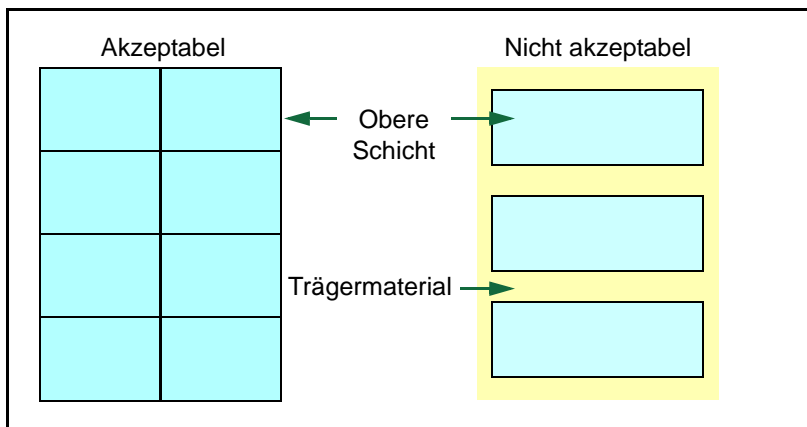 Akzeptabel
Nicht akzeptabel
Obere
Schicht
Trägermaterial